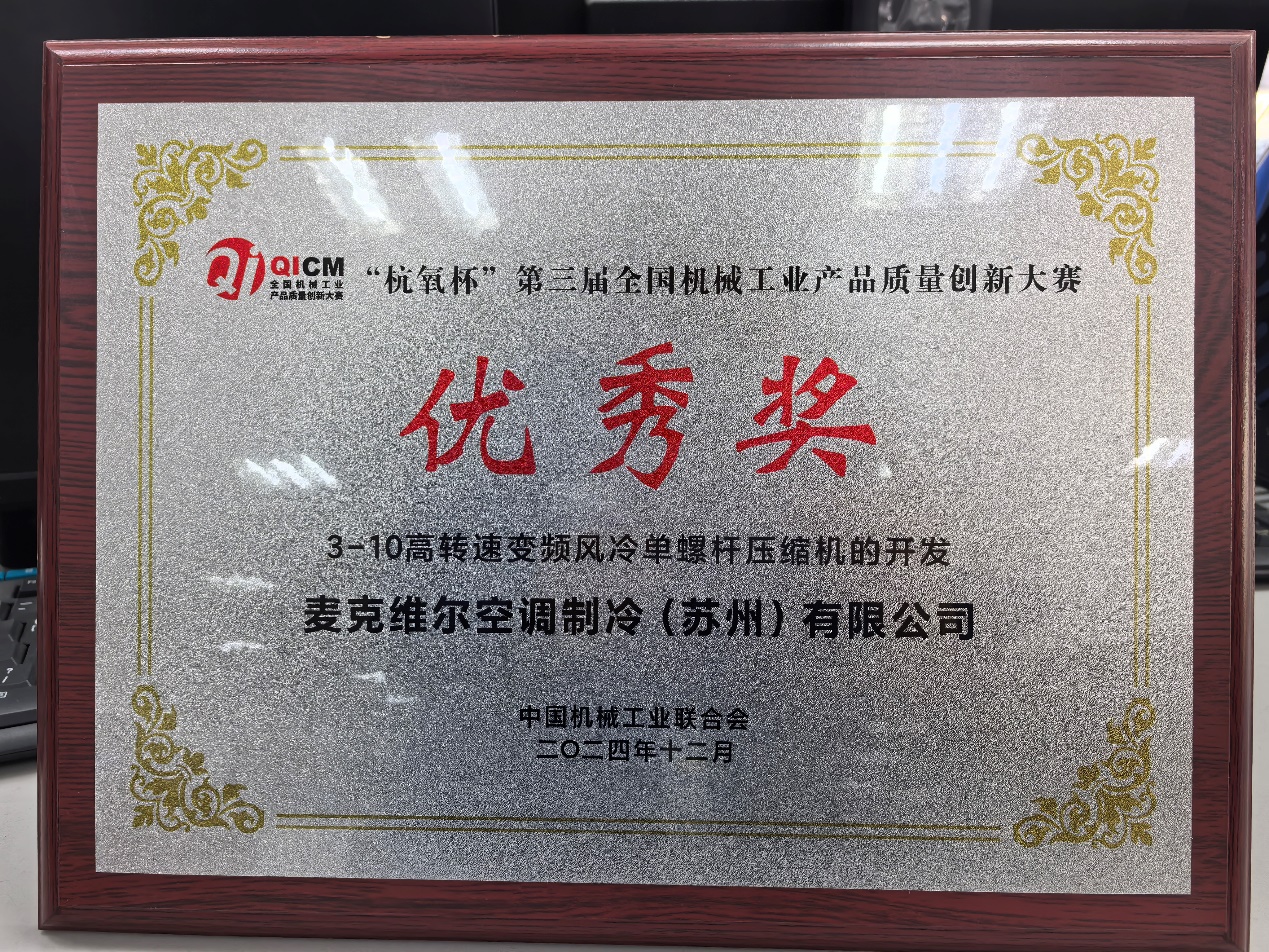 Qi QICM
全国机械工业
产品质量创新大赛
“杭氧杯”第三届全国机械工业产品质量创新大赛
优秀奖
3-10高转速变频风冷单螺杆压缩机的开发
麦克维尔空调制冷（苏州）有限公司
中国机械工业联合会
二〇二四年十二月